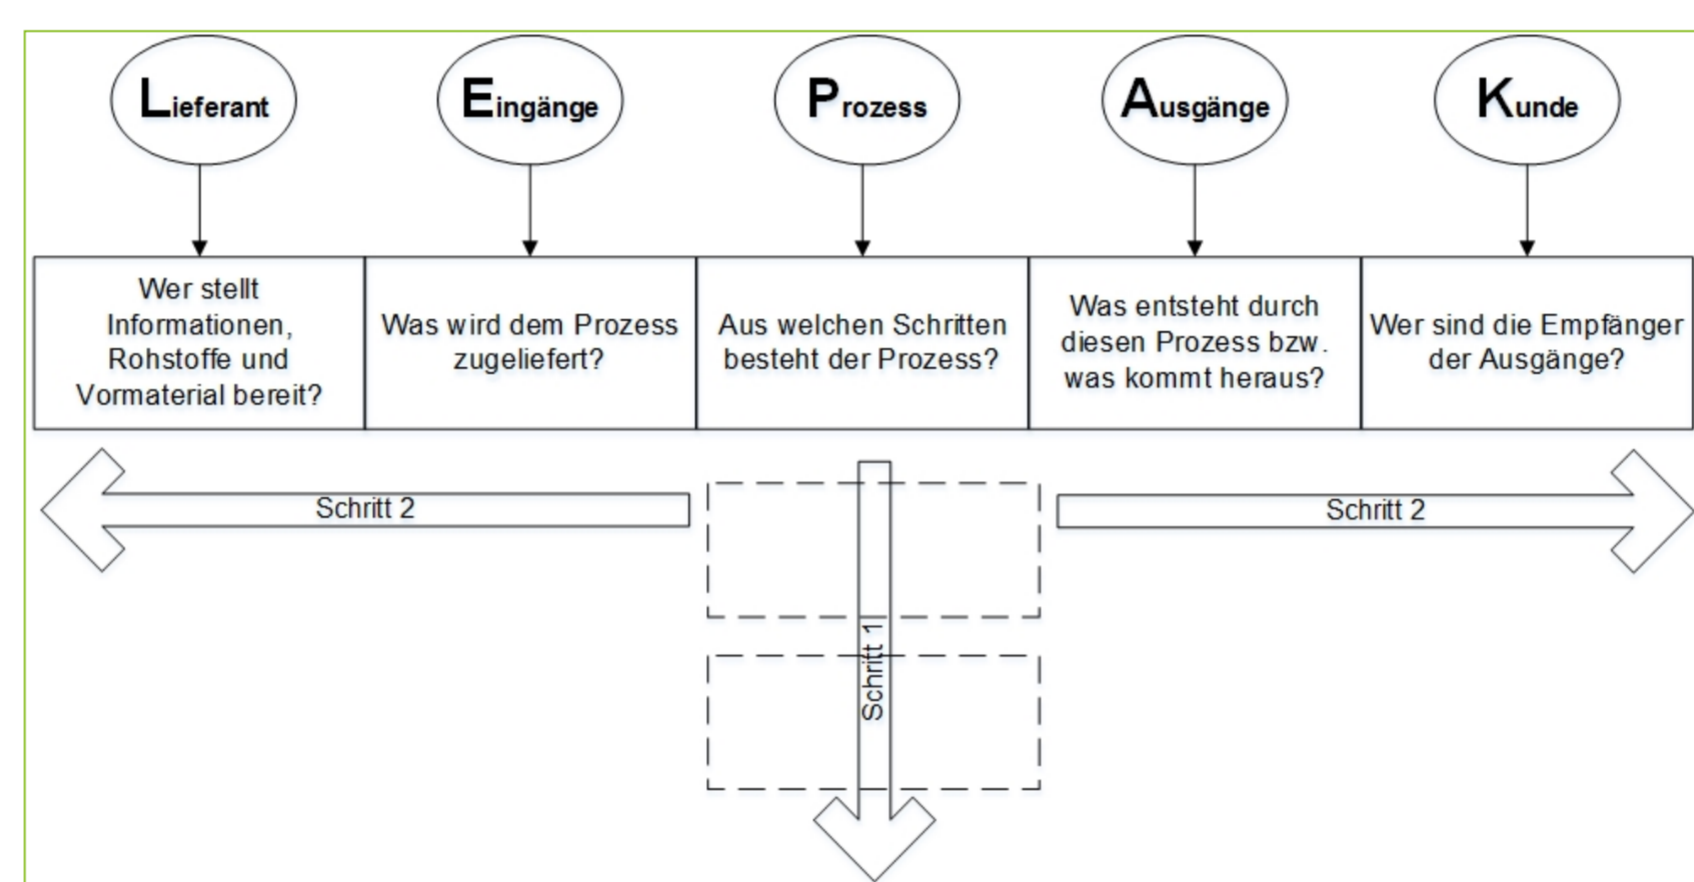 Lieferant
Eingänge
Prozess
Ausgänge
Kunde
Wer stellt
Informationen,
Rohstoffe und
Vormaterial bereit?
Was wird dem Prozess
zugeliefert?
Aus welchen Schritten
besteht der Prozess?
Was entsteht durch
diesen Prozess bzw.
was kommt heraus?
Wer sind die Empfänger
der Ausgänge?
Schritt 2
Schritt 2
Schritt 1